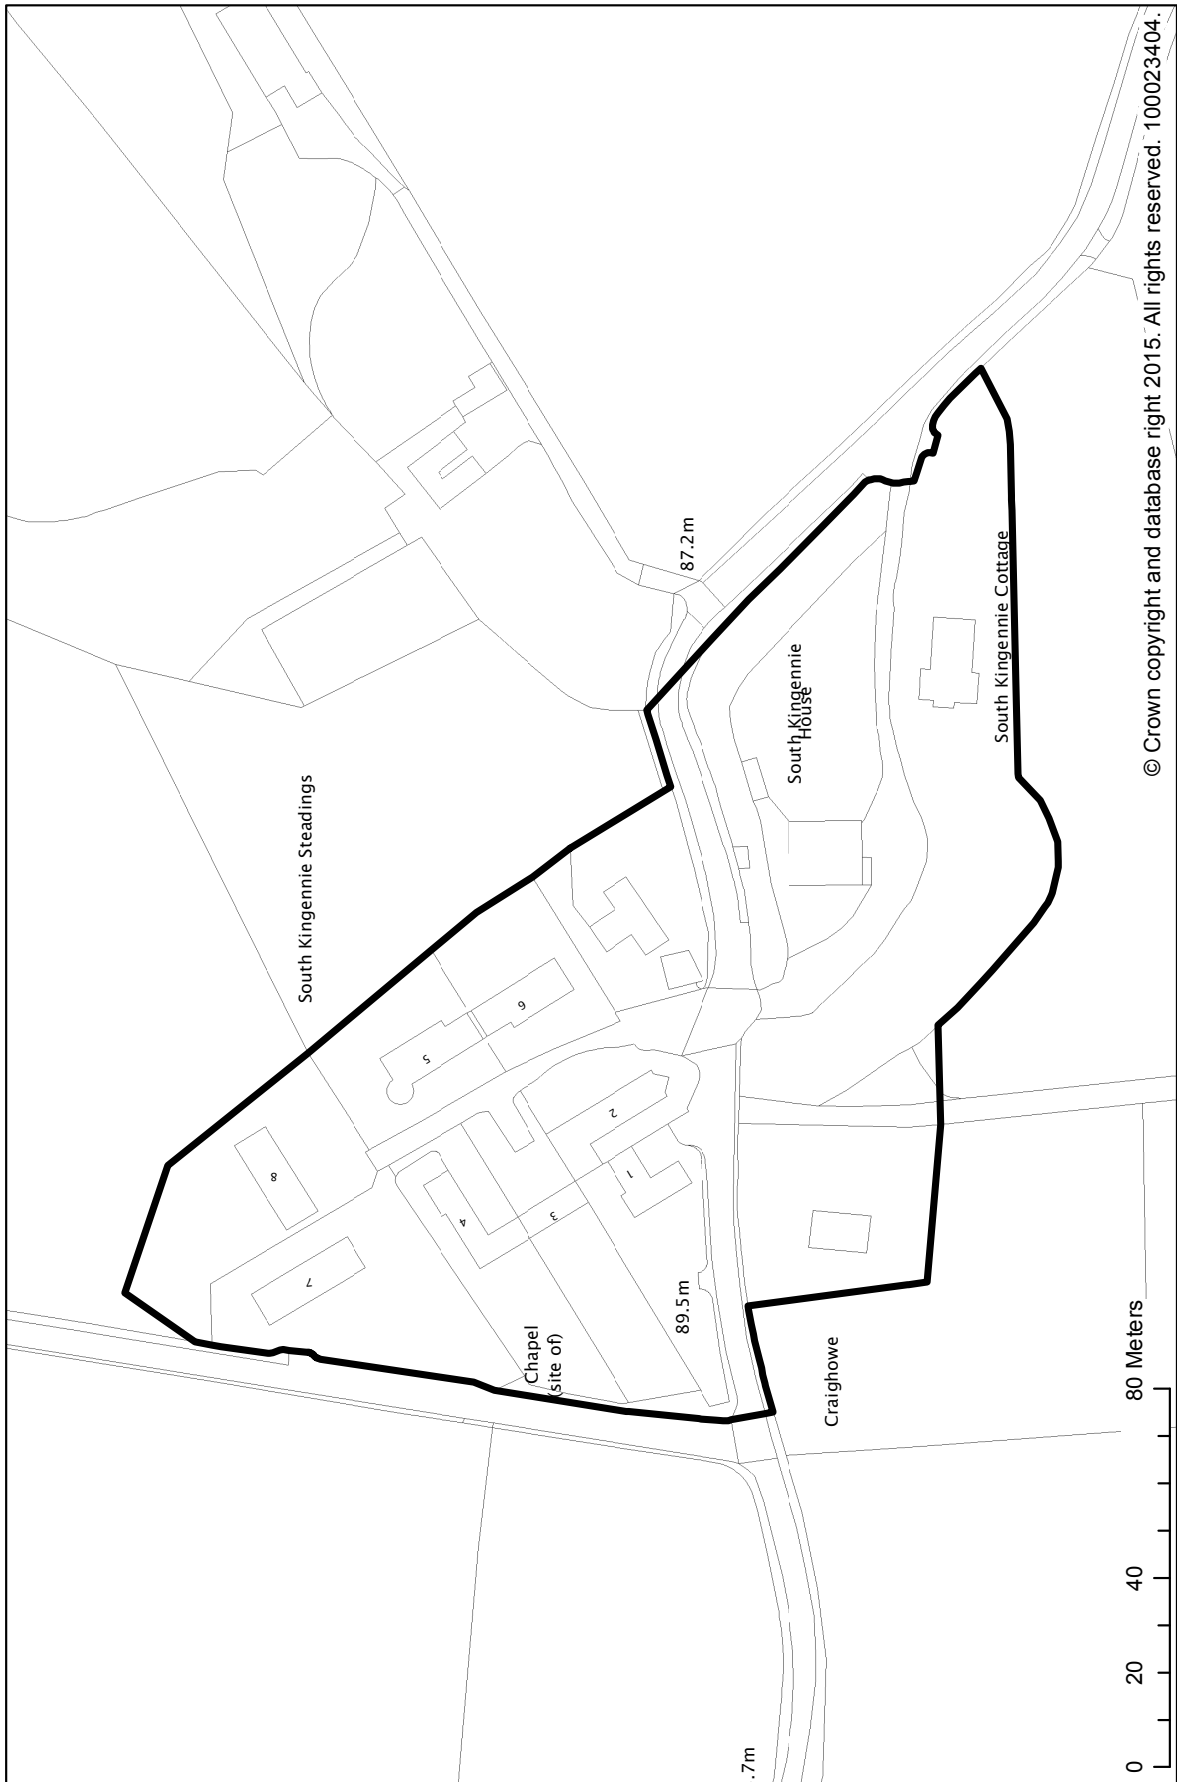 South Kingennie Steadings
8
7
5
6
4
3
2
1
Chapel
(site of)
87.2m
89.5m
South Kingennie
House
South Kingennie Cottage
Craighowe
.7m
0 20 40 80 Meters
© Crown copyright and database right 2015. All rights reserved. 100023404.